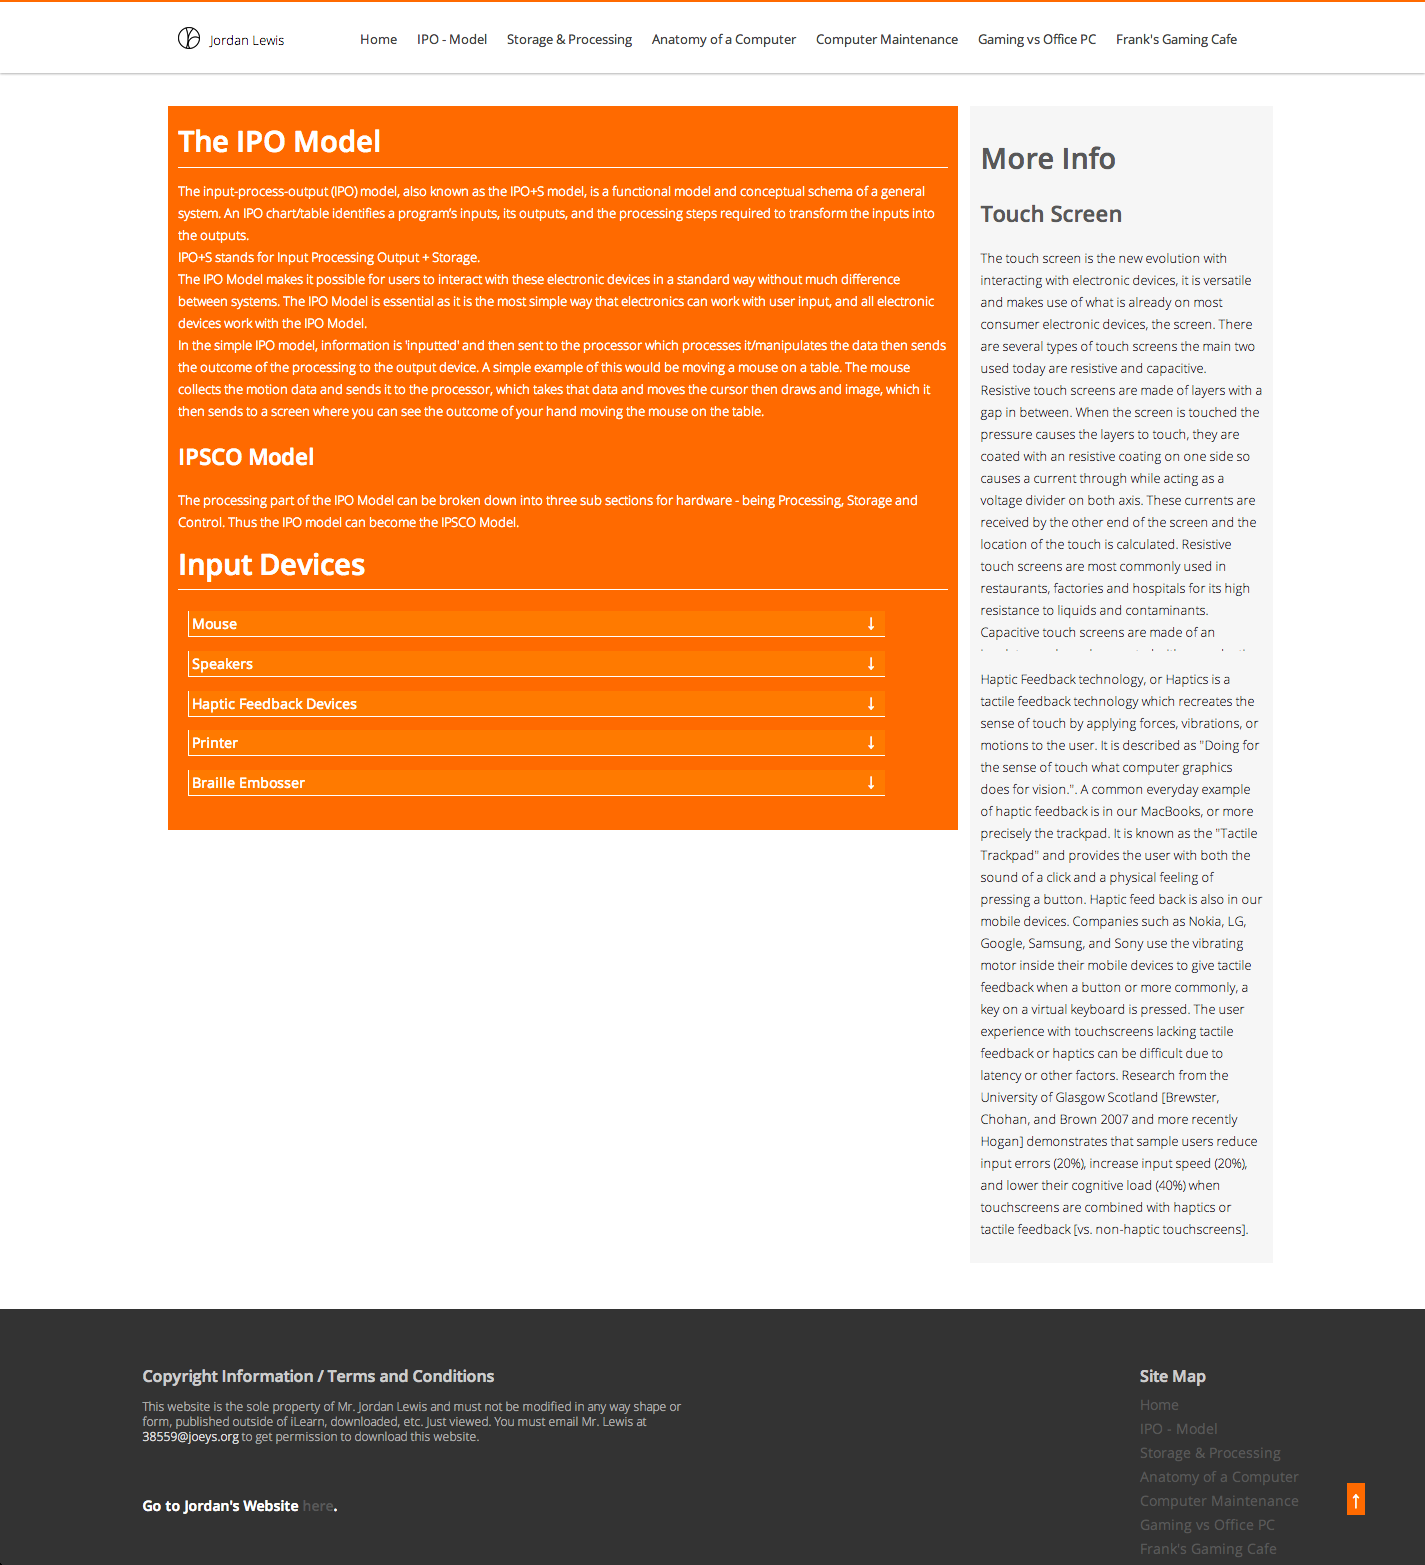 Jordan Lewis
Home IPO - Model Storage & Processing Anatomy of a Computer Computer Maintenance Gaming vs Office PC Frank's Gaming Cafe
The IPO Model
The input-process-output (IPO) model, also known as the IPO+S model, is a functional model and conceptual schema of a general
system. An IPO chart/table identifies a program's inputs, its outputs, and the processing steps required to transform the inputs into
the outputs.
IPO+S stands for Input Processing Output + Storage.
The IPO Model makes it possible for users to interact with these electronic devices in a standard way without much difference
between systems. The IPO Model is essential as it is the most simple way that electronics can work with user input, and all electronic
devices work with the IPO Model.
In the simple IPO model, information is 'inputted' and then sent to the processor which processes it/manipulates the data then sends
the outcome of the processing to the output device. A simple example of this would be moving a mouse on a table. The mouse
collects the motion data and sends it to the processor, which takes that data and moves the cursor then draws and image, which it
then sends to a screen where you can see the outcome of your hand moving the mouse on the table.
IPSCO Model
The processing part of the IPO Model can be broken down into three sub sections for hardware - being Processing, Storage and
Control. Thus the IPO model can become the IPSCO Model.
Input Devices
Mouse ↓
Speakers ↓
Haptic Feedback Devices ↓
Printer ↓
Braille Embosser ↓
More Info
Touch Screen
The touch screen is the new evolution with
interacting with electronic devices, it is versatile
and makes use of what is already on most
consumer electronic devices, the screen. There
are several types of touch screens the main two
used today are resistive and capacitive.
Resistive touch screens are made of layers with a
gap in between. When the screen is touched the
pressure causes the layers to touch, they are
coated with an resistive coating on one side so
causes a current through while acting as a
voltage divider on both axis. These currents are
received by the other end of the screen and the
location of the touch is calculated. Resistive
touch screens are most commonly used in
restaurants, factories and hospitals for its high
resistance to liquids and contaminants.
Capacitive touch screens are made of an
Haptic Feedback technology, or Haptics is a
tactile feedback technology which recreates the
sense of touch by applying forces, vibrations, or
motions to the user. It is described as "Doing for
the sense of touch what computer graphics
does for vision.". A common everyday example
of haptic feedback is in our MacBooks, or more
precisely the trackpad. It is known as the "Tactile
Trackpad" and provides the user with both the
sound of a click and a physical feeling of
pressing a button. Haptic feed back is also in our
mobile devices. Companies such as Nokia, LG,
Google, Samsung, and Sony use the vibrating
motor inside their mobile devices to give tactile
feedback when a button or more commonly, a
key on a virtual keyboard is pressed. The user
experience with touchscreens lacking tactile
feedback or haptics can be difficult due to
latency or other factors. Research from the
University of Glasgow Scotland [Brewster,
Chohan, and Brown 2007 and more recently
Hogan] demonstrates that sample users reduce
input errors (20%), increase input speed (20%),
and lower their cognitive load (40%) when
touchscreens are combined with haptics or
tactile feedback [vs. non-haptic touchscreens].
Copyright Information / Terms and Conditions
This website is the sole property of Mr. Jordan Lewis and must not be modified in any way shape or
form, published outside of iLearn, downloaded, etc. Just viewed. You must email Mr. Lewis at
38559@joeys.org to get permission to download this website.
Go to Jordan's Website here.
Site Map
Home
IPO - Model
Storage & Processing
Anatomy of a Computer
Computer Maintenance
Gaming vs Office PC
Frank's Gaming Cafe
↑